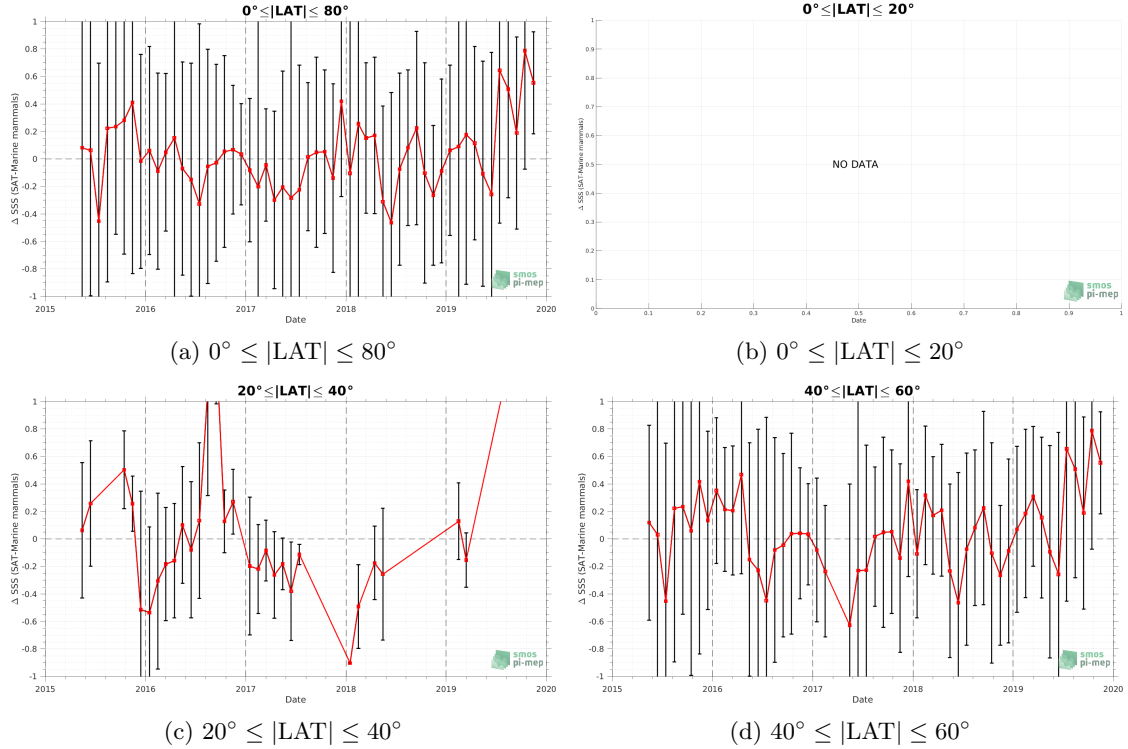 0°≤|LAT|≤ 80°
1
0.8
0.6
0.4
0.2
0
-0.2
-0.4
-0.6
-0.8
-1
Δ SSS (SAT-Marine mammals)
2015
2016
2017
2018
2019
2020
Date
smos
pi-mep
(a) 0° ≤ |LAT| ≤ 80°
0°≤|LAT|≤ 20°
1
0.9
0.8
0.7
0.6
0.5
0.4
0.3
0.2
0.1
0
Δ SSS (SAT-Marine mammals)
NO DATA
0
0.1
0.2
0.3
0.4
0.5
0.6
0.7
0.8
0.9
1
Date
smos
pi-mep
(b) 0° ≤ |LAT| ≤ 20°
20°≤|LAT|≤ 40°
1
0.8
0.6
0.4
0.2
0
-0.2
-0.4
-0.6
-0.8
-1
Δ SSS (SAT-Marine mammals)
2015
2016
2017
2018
2019
2020
Date
smos
pi-mep
(c) 20° ≤ |LAT| ≤ 40°
40°≤|LAT|≤ 60°
1
0.8
0.6
0.4
0.2
0
-0.2
-0.4
-0.6
-0.8
-1
Δ SSS (SAT-Marine mammals)
2015
2016
2017
2018
2019
2020
Date
smos
pi-mep
(d) 40° ≤ |LAT| ≤ 60°